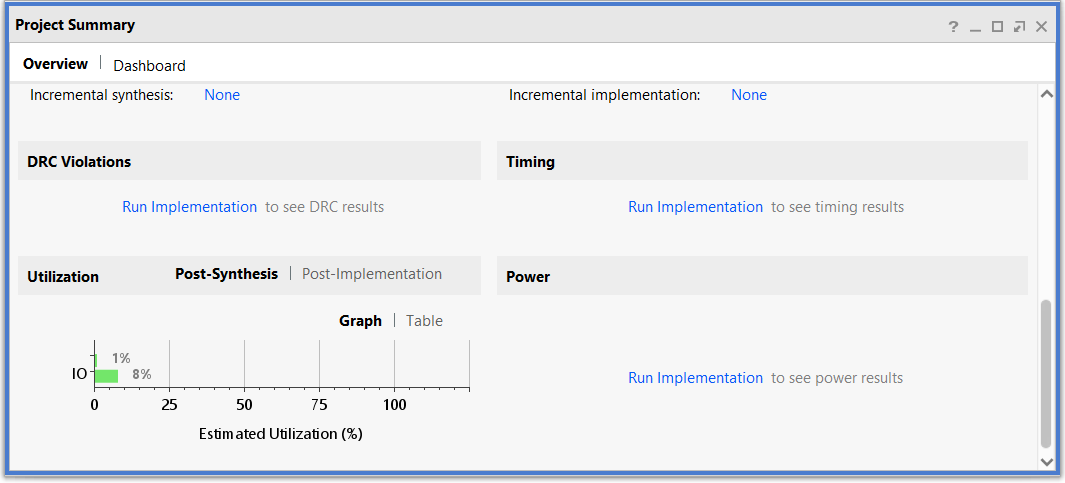 Project Summary
?
Overview | Dashboard
Incremental synthesis: None
Incremental implementation: None
DRC Violations
Run Implementation to see DRC results
Timing
Run Implementation to see timing results
Utilization
Post-Synthesis | Post-Implementation
Graph | Table
1%
IO 8%
0 25 50 75 100
Estimated Utilization (%)
Power
Run Implementation to see power results